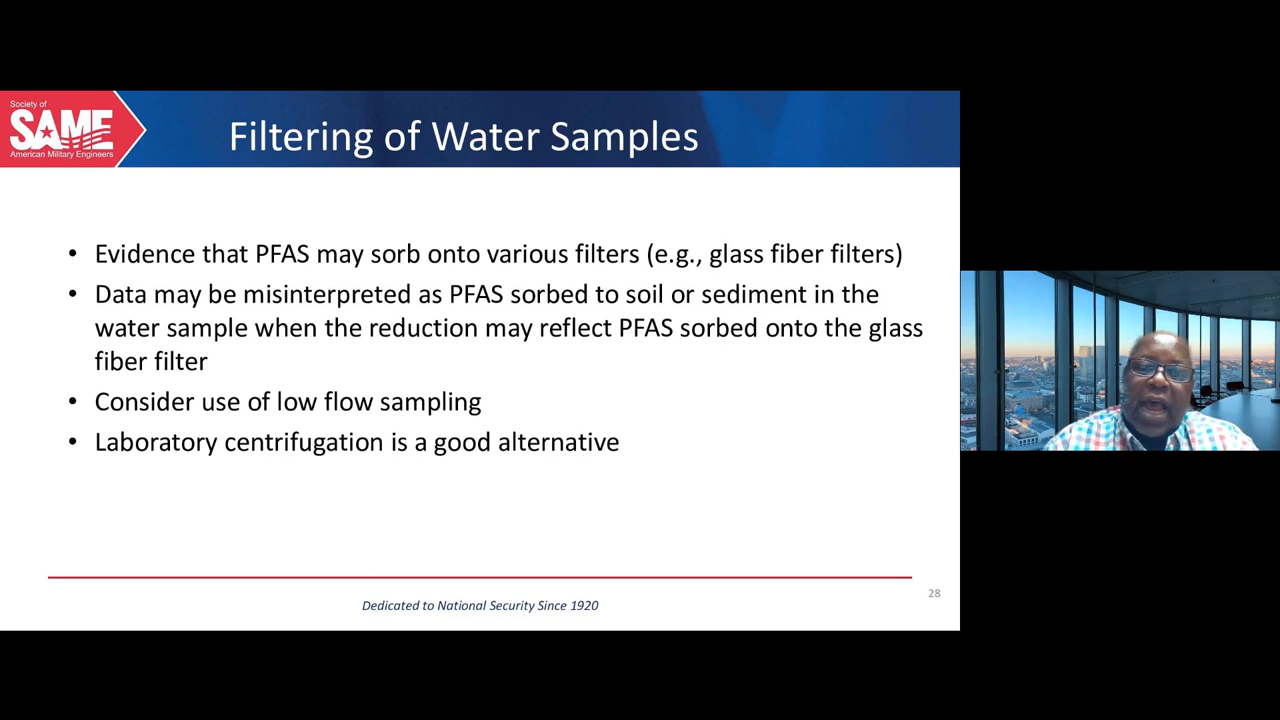 Society of
SAME
American Military Engineers
Filtering of Water Samples
• Evidence that PFAS may sorb onto various filters (e.g., glass fiber filters)
• Data may be misinterpreted as PFAS sorbed to soil or sediment in the
water sample when the reduction may reflect PFAS sorbed onto the glass
fiber filter
• Consider use of low flow sampling
• Laboratory centrifugation is a good alternative
28
Dedicated to National Security Since 1920